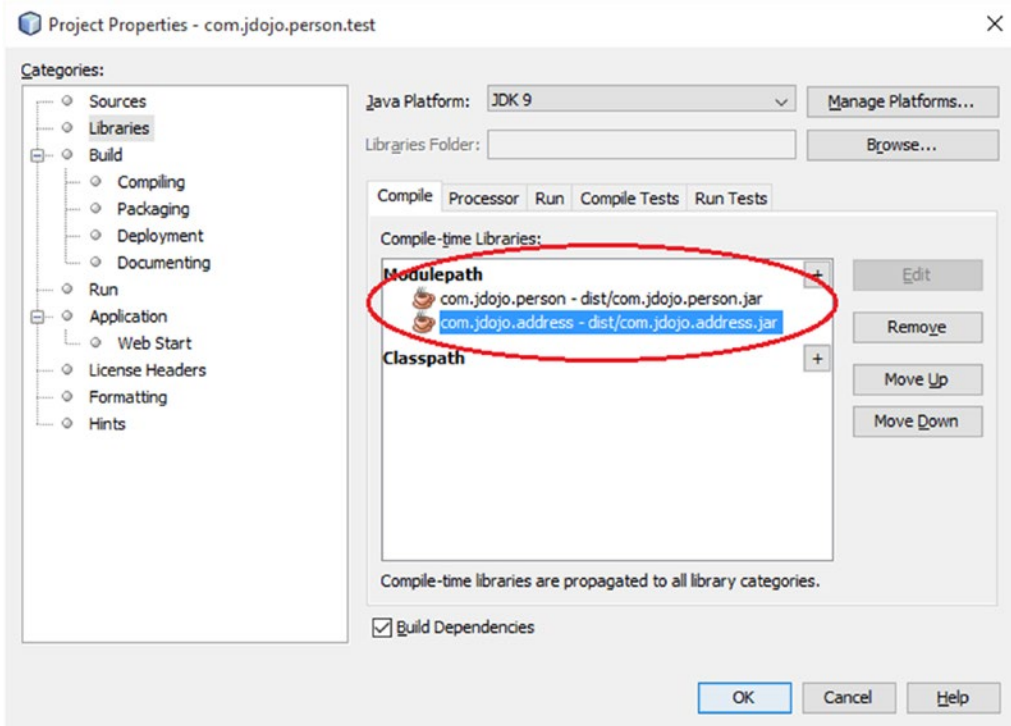 Project Properties - com.jdojo.person.test
Categories:
Sources
Libraries
Build
Compiling
Packaging
Deployment
Documenting
Run
Application
Web Start
License Headers
Formatting
Hints
Java Platform: JDK 9 Manage Platforms...
Libraries Folder: Browse...
Compile Processor Run Compile Tests Run Tests
Compile-time Libraries:
Modulepath +
com.jdojo.person - dist/com.jdojo.person.jar
com.jdojo.address - dist/com.jdojo.address.jar
Classpath +
Edit
Remove
Move Up
Move Down
Compile-time libraries are propagated to all library categories.
Build Dependencies
OK Cancel Help